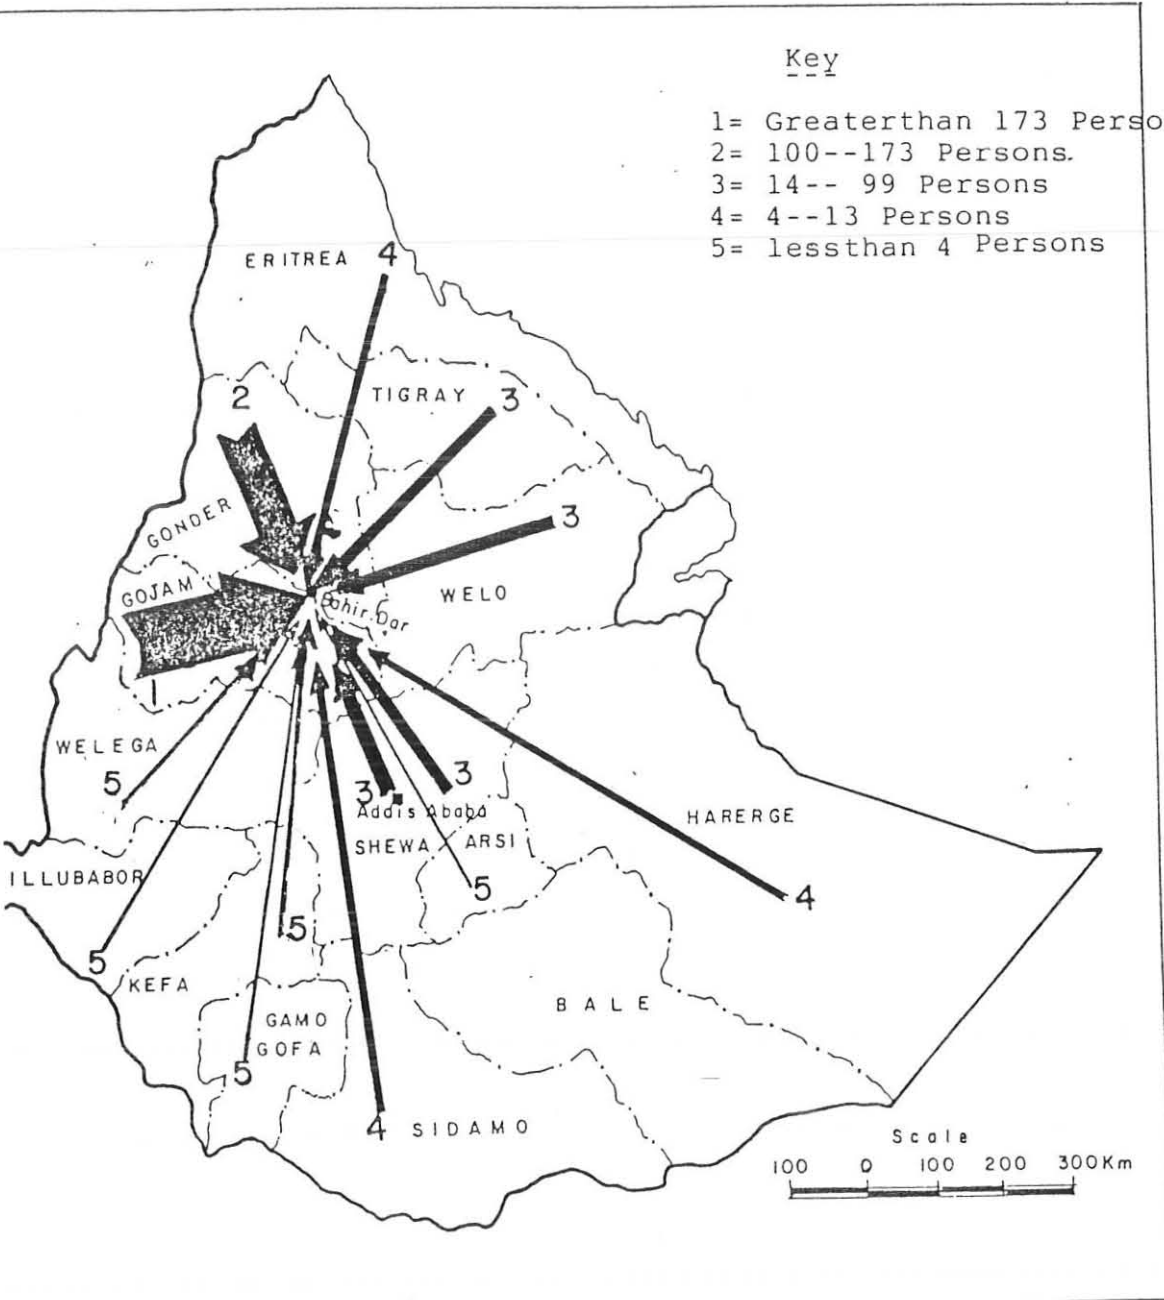 Key
1= Greaterthan 173 Perso
2= 100--173 Persons.
3= 14-- 99 Persons
4= 4--13 Persons
5= lessthan 4 Persons
ERITREA 4
2
TIGRAY 3
3
GONDER
GOJAM
WELO
Bahir Dar
1
WELEGA
5
3
3
Addis Ababa
HARERGE
SHEWA
ARSI
ILLUBABOR
5
4
5
5
KEFA
BALE
GAMO
GOFA
5
4 SIDAMO
Scale
100 0 100 200 300Km